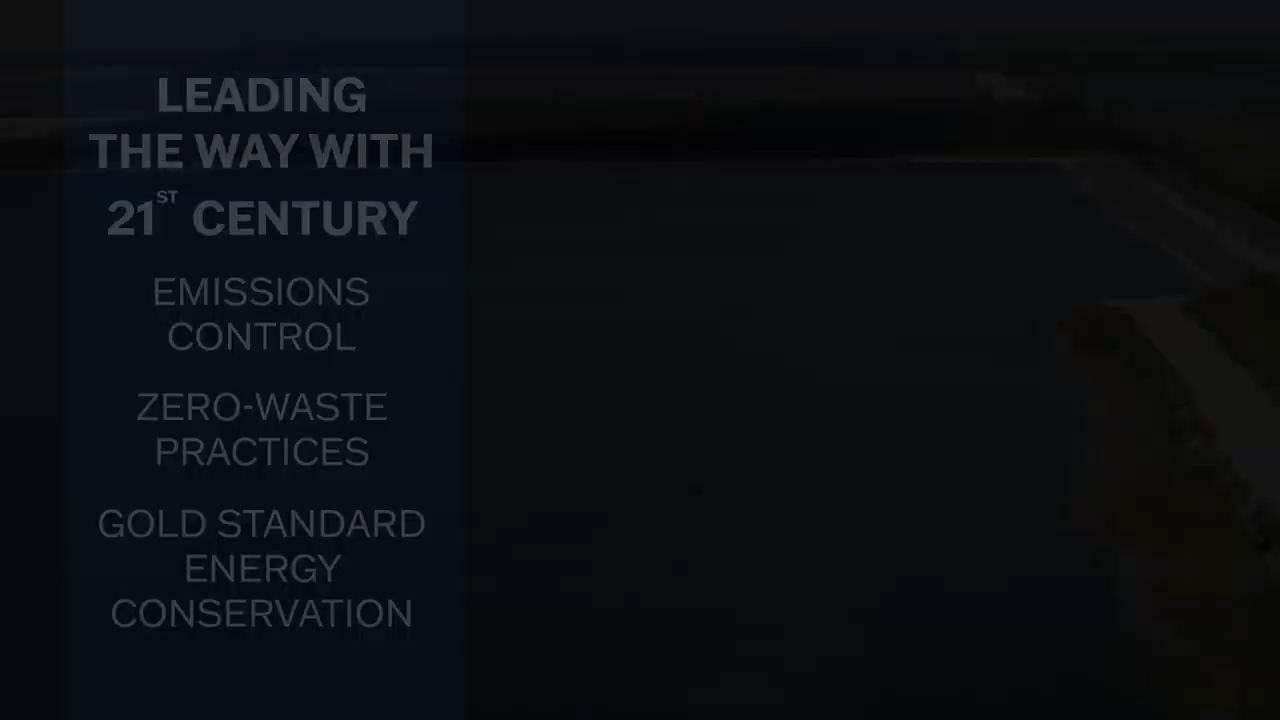 LEADING
THE WAY WITH
21ST CENTURY
EMISSIONS
CONTROL
ZERO-WASTE
PRACTICES
GOLD STANDARD
ENERGY
CONSERVATION